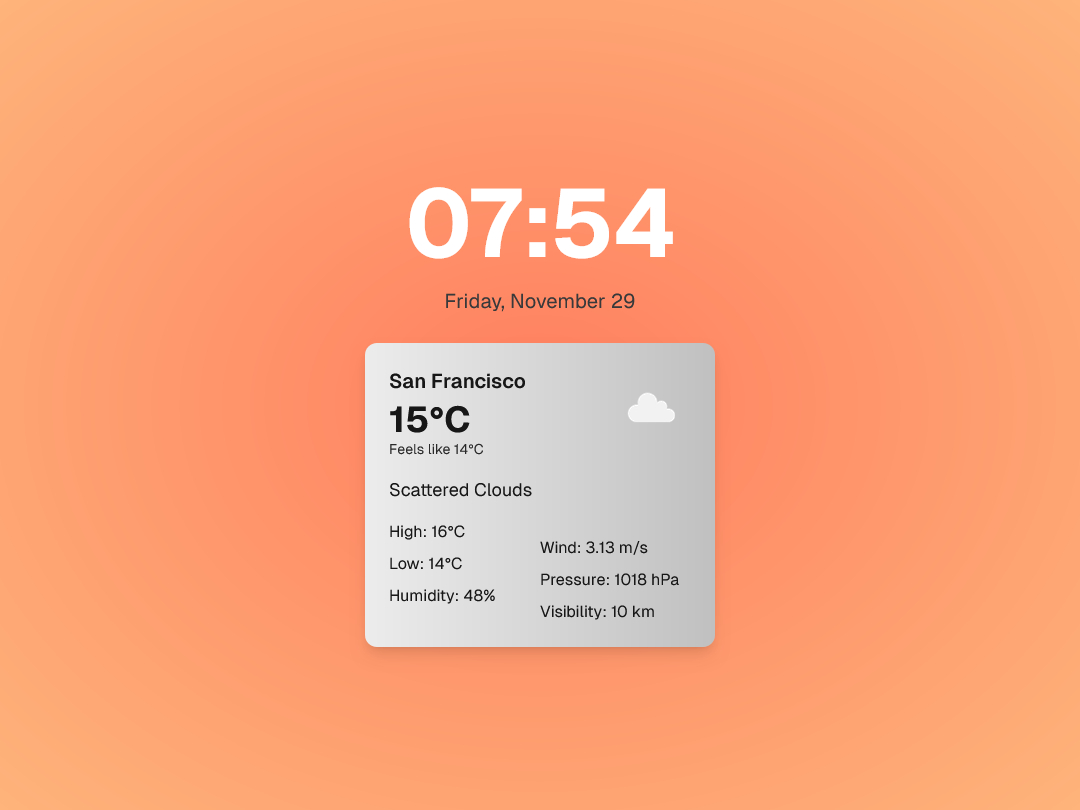 07:54
Friday, November 29
San Francisco
15°C
Feels like 14°C
Scattered Clouds
High: 16°C
Low: 14°C
Humidity: 48%
Wind: 3.13 m/s
Pressure: 1018 hPa
Visibility: 10 km